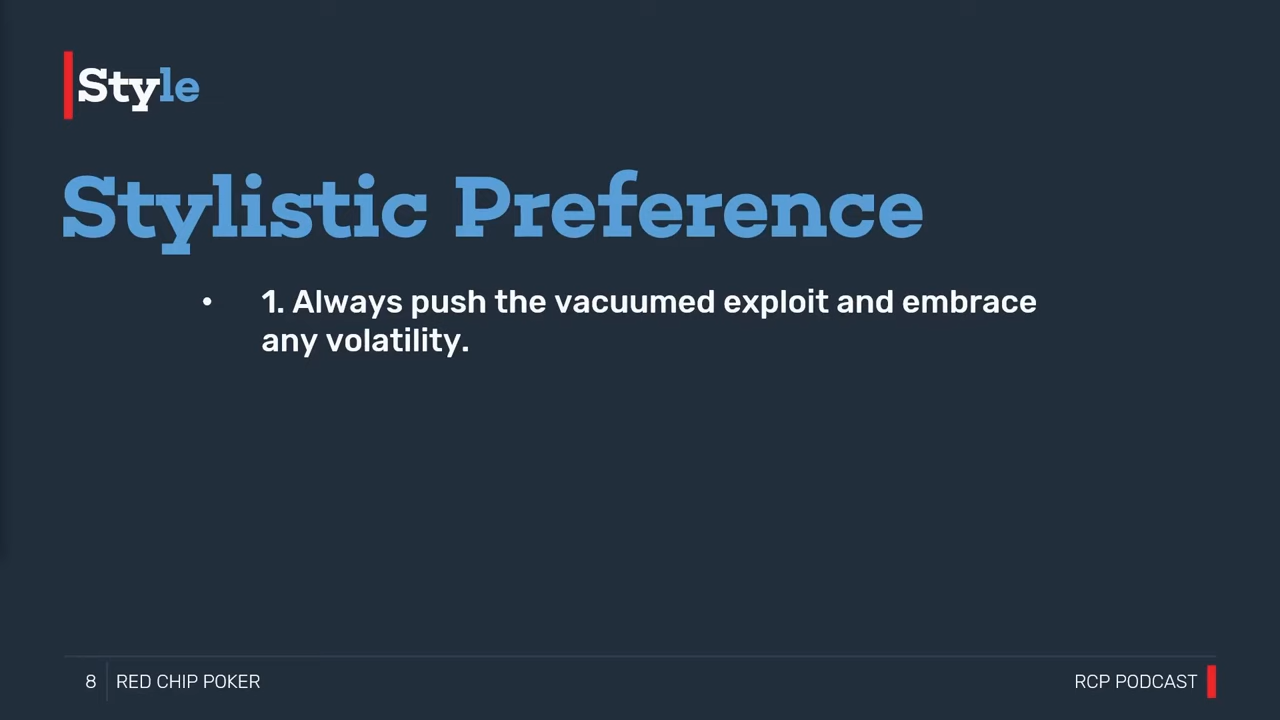 Style
Stylistic Preference
• 1. Always push the vacuumed exploit and embrace
any volatility.
8 RED CHIP POKER
RCP PODCAST